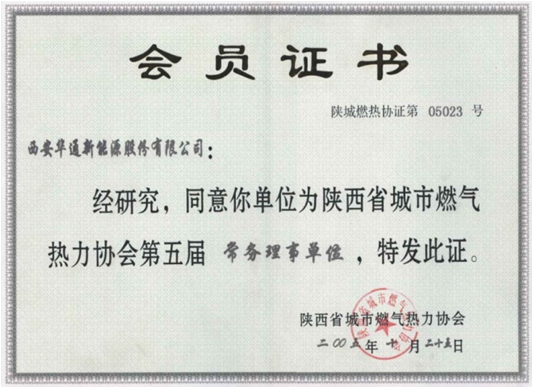 会员证书
陕城燃热协证第 05023 号
西安华通新能源股份有限公司：
经研究，同意你单位为陕西省城市燃气
热力协会第五届 常务理事单位，特发此证。
陕西省城市燃气热力协会
二00五年十月二十五日